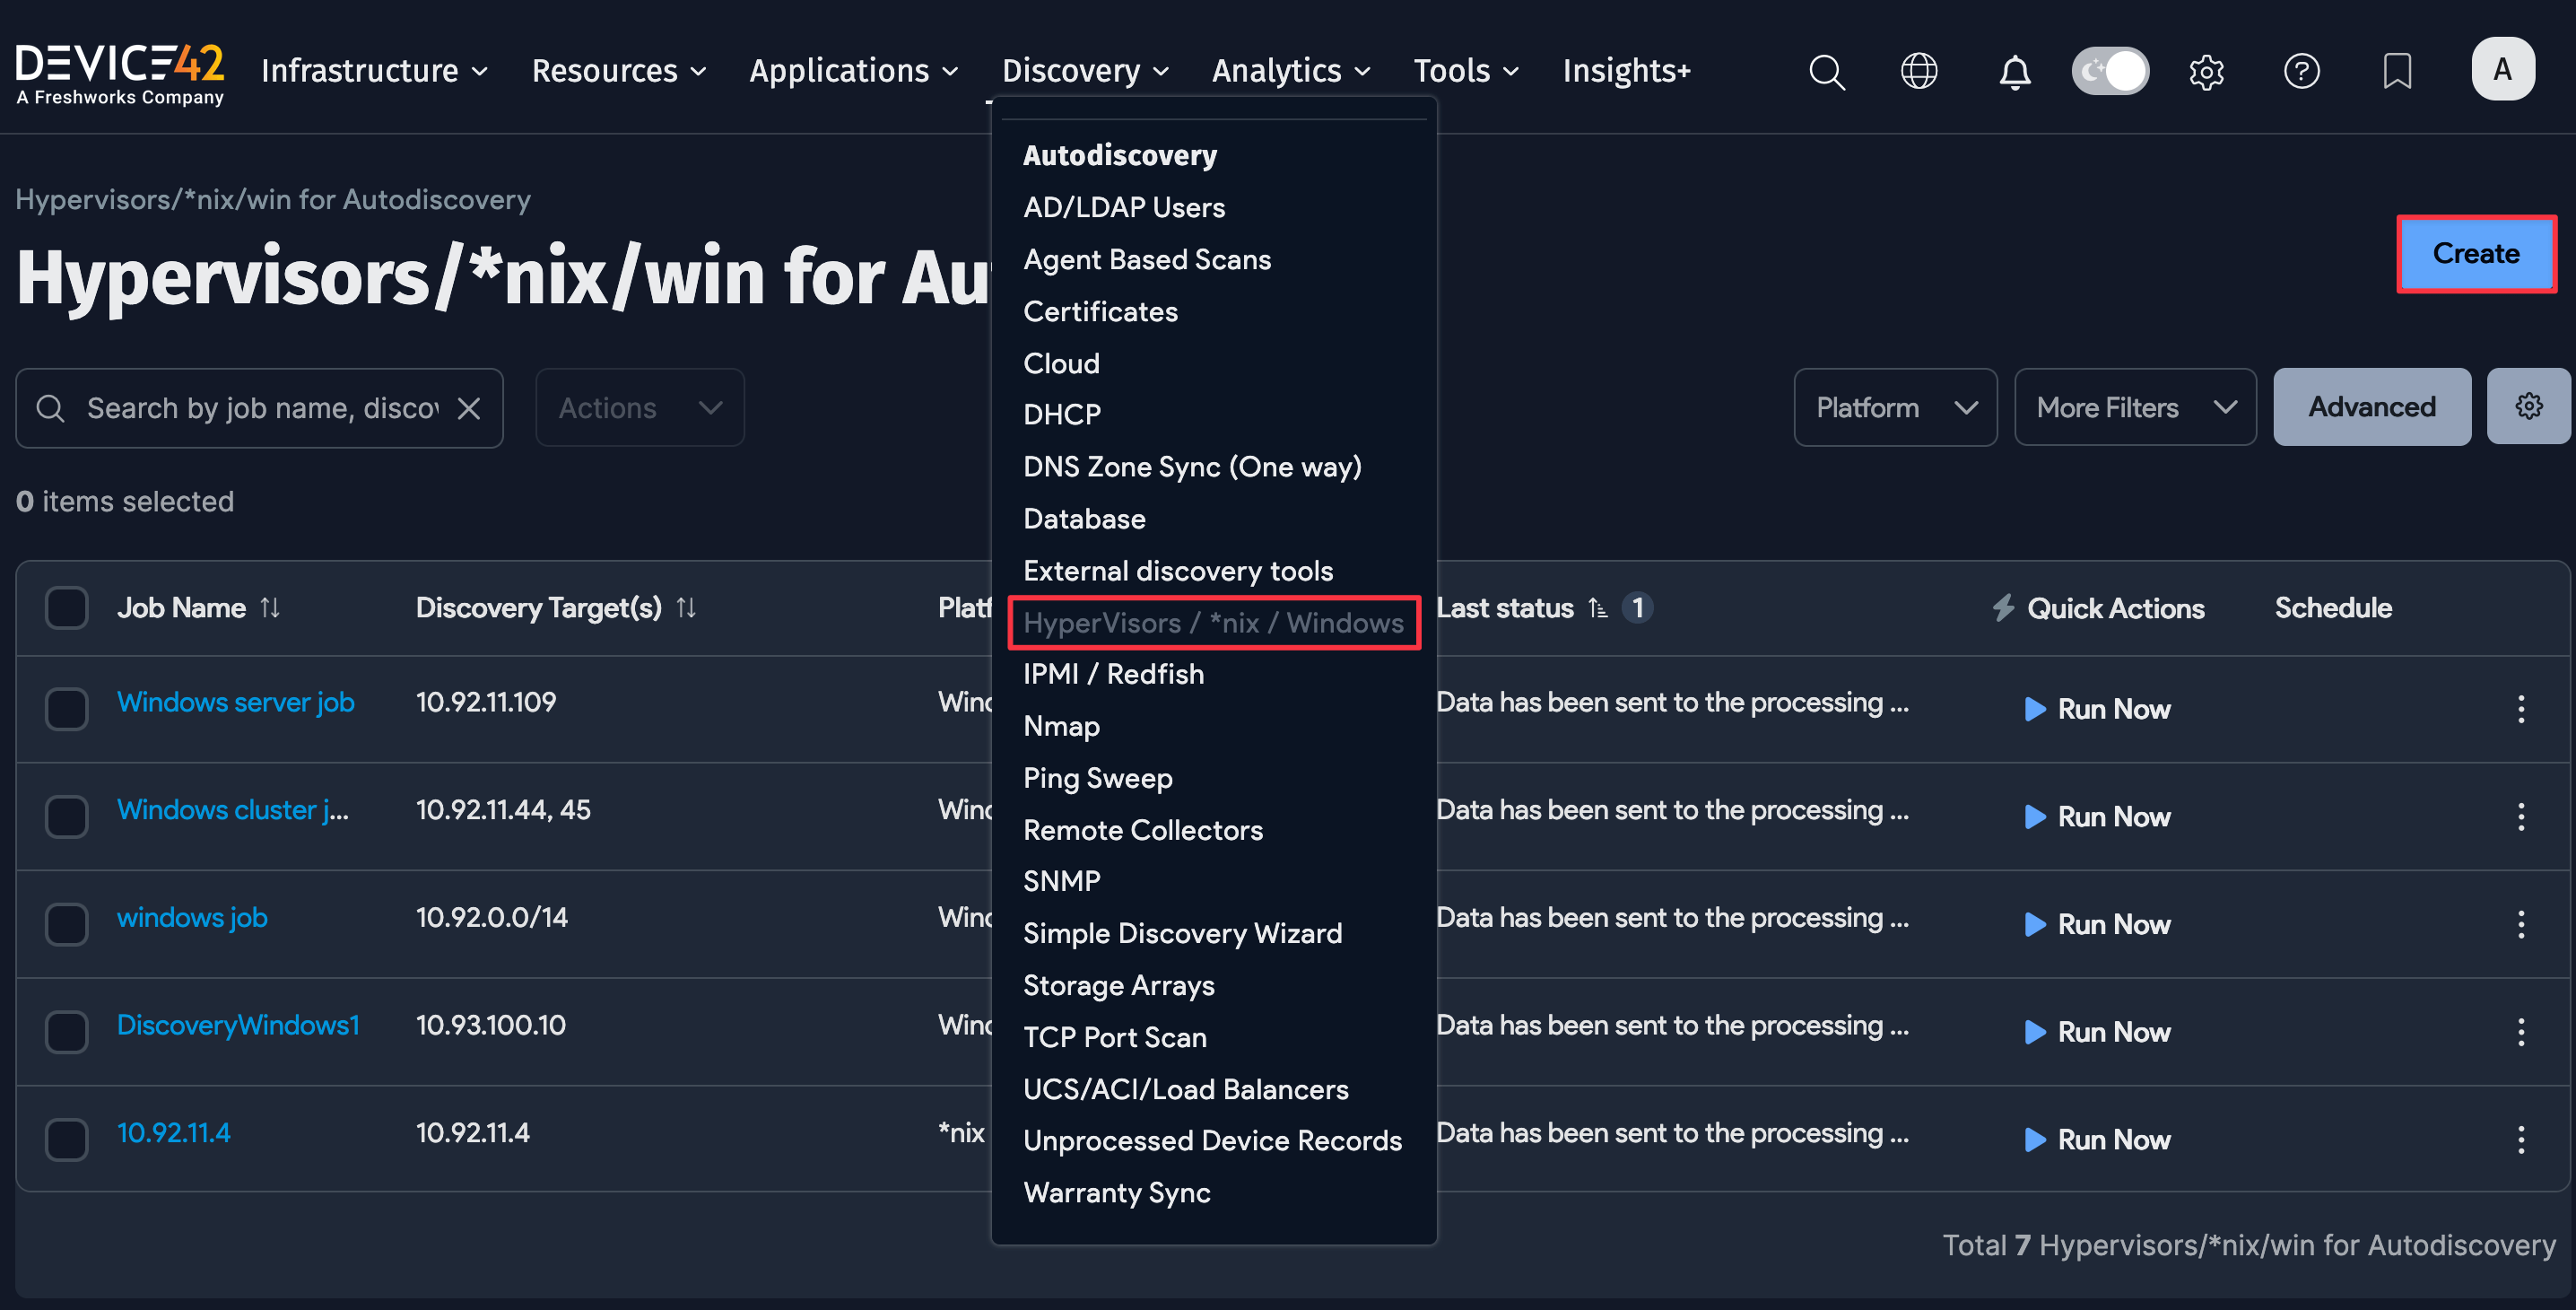 DEVICE42
A Freshworks Company
Infrastructure
Resources
Applications
Discovery
Analytics
Tools
Insights+
A
Hypervisors/*nix/win for Autodiscovery
Hypervisors/*nix/win for Au
Create
Search by job name, discov
Actions
Platform
More Filters
Advanced
0 items selected
Autodiscovery
AD/LDAP Users
Agent Based Scans
Certificates
Cloud
DHCP
DNS Zone Sync (One way)
Database
External discovery tools
HyperVisors / *nix / Windows
IPMI / Redfish
Nmap
Ping Sweep
Remote Collectors
SNMP
Simple Discovery Wizard
Storage Arrays
TCP Port Scan
UCS/ACI/Load Balancers
Unprocessed Device Records
Warranty Sync
Job Name Discovery Target(s) Platf Last status 1 Quick Actions Schedule
Windows server job 10.92.11.109 Winc Data has been sent to the processing ... Run Now
Windows cluster j... 10.92.11.44, 45 Winc Data has been sent to the processing ... Run Now
windows job 10.92.0.0/14 Winc Data has been sent to the processing ... Run Now
DiscoveryWindows1 10.93.100.10 Winc Data has been sent to the processing ... Run Now
10.92.11.4 10.92.11.4 *nix Data has been sent to the processing ... Run Now
Total 7 Hypervisors/*nix/win for Autodiscovery